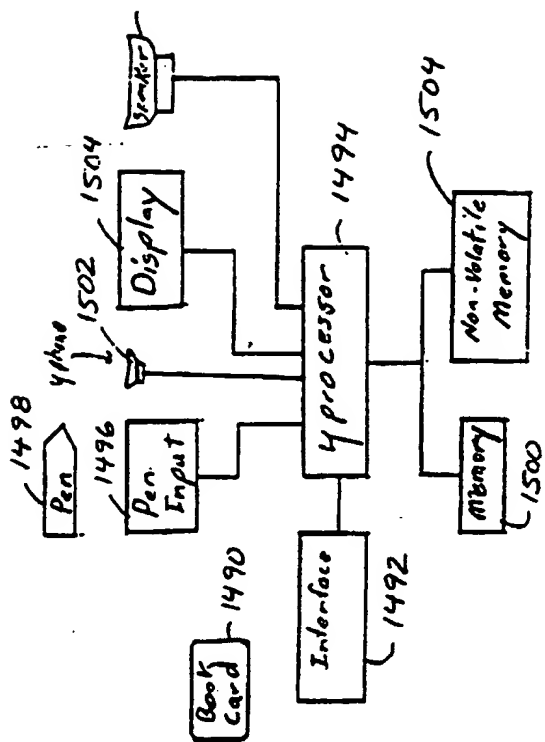 1498
Pen
1496
Pen
Input
μphone
1502
1504
Display
Speaker
1490
Book
Card
Interface
1492
μprocessor
1494
Memory
1500
Non-Volatile
Memory
1504